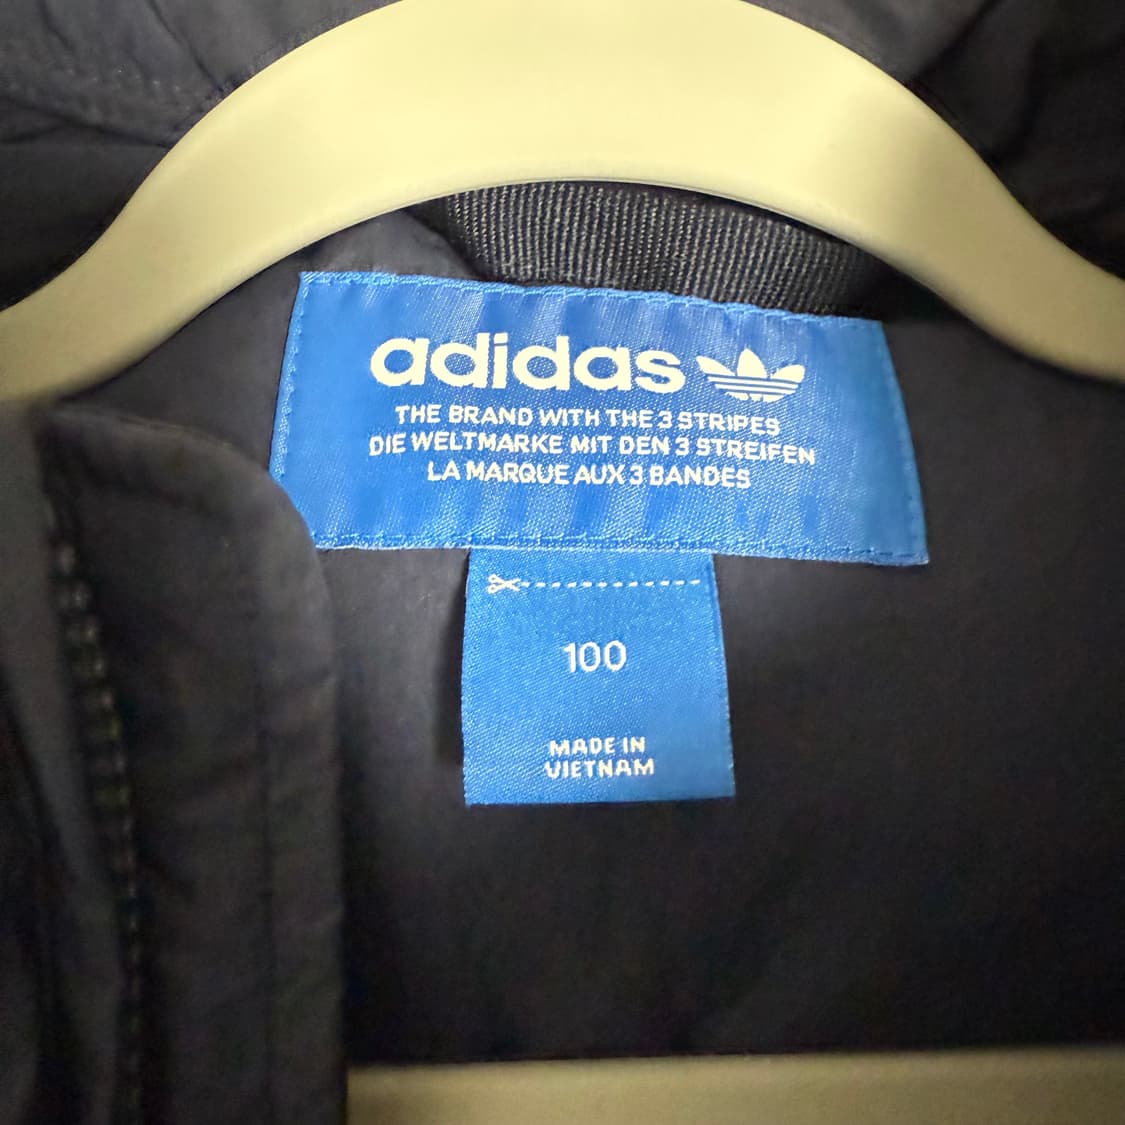 adidas
THE BRAND WITH THE 3 STRIPES
DIE WELTMARKE MIT DEN 3 STREIFEN
LA MARQUE AUX 3 BANDES
100
MADE IN
VIETNAM